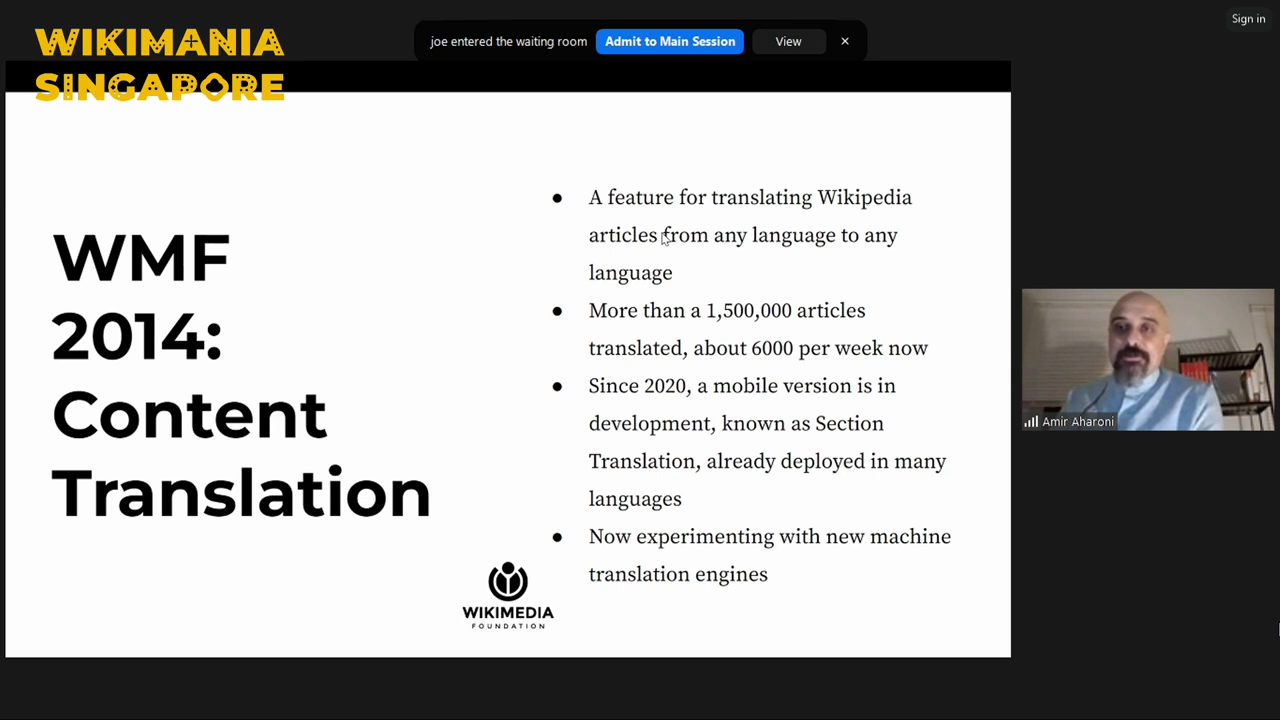 Sign in
WIKIMANIA
SINGAPORE
joe entered the waiting room Admit to Main Session View
WMF
2014:
Content
Translation
● A feature for translating Wikipedia
articles from any language to any
language
● More than a 1,500,000 articles
translated, about 6000 per week now
● Since 2020, a mobile version is in
development, known as Section
Translation, already deployed in many
languages
● Now experimenting with new machine
translation engines
WIKIMEDIA
FOUNDATION
Amir Aharoni